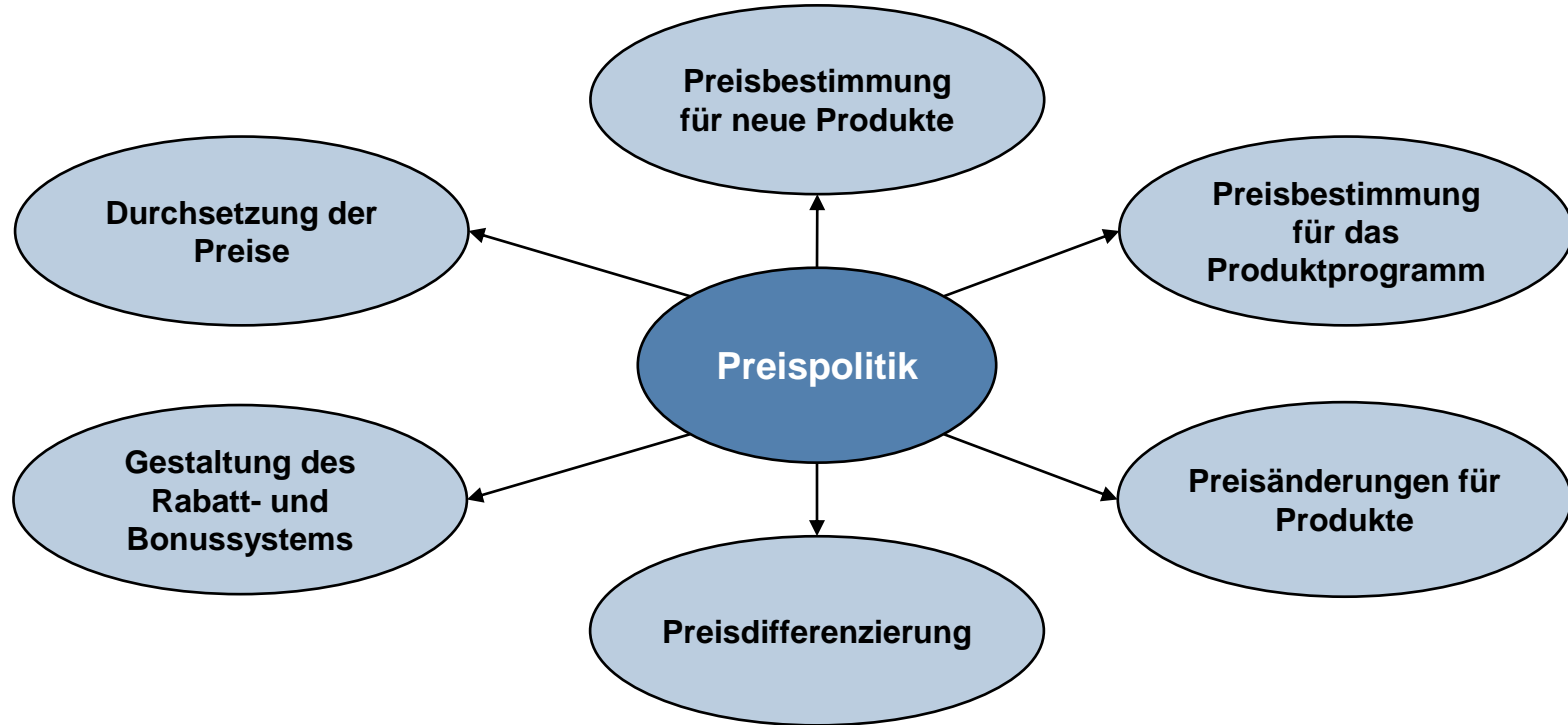 Preisbestimmung
für neue Produkte
Durchsetzung der
Preise
Preisbestimmung
für das
Produktprogramm
Preispolitik
Gestaltung des
Rabatt- und
Bonussystems
Preisänderungen für
Produkte
Preisdifferenzierung